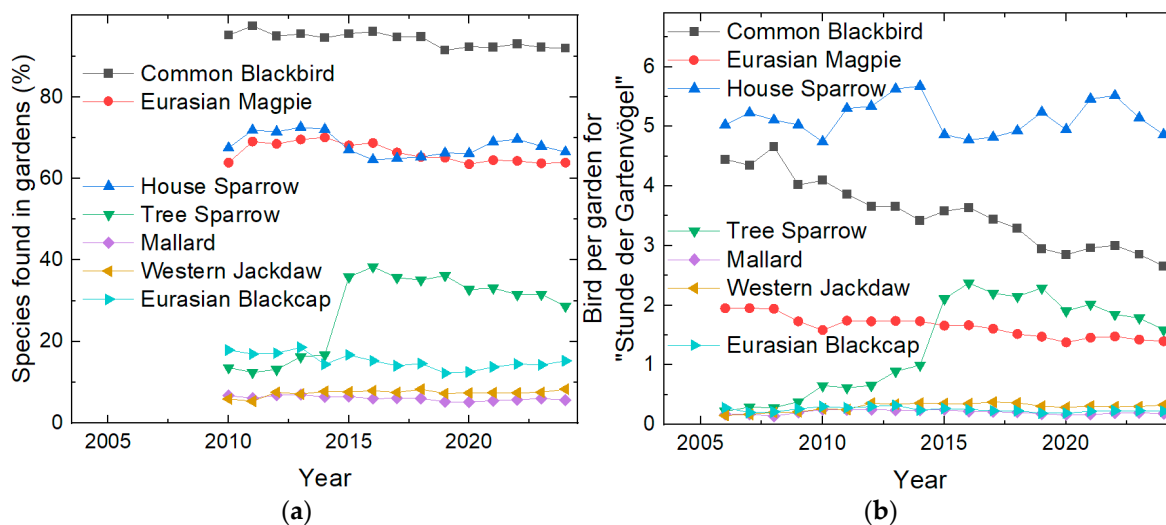 Species found in gardens (%)
80
60
40
20
0
Common Blackbird
Eurasian Magpie
House Sparrow
Tree Sparrow
Mallard
Western Jackdaw
Eurasian Blackcap
2005
2010
2015
2020
Year
(a)
Bird per garden for
"Stunde der Gartenvögel"
6
5
4
3
2
1
0
Common Blackbird
Eurasian Magpie
House Sparrow
Tree Sparrow
Mallard
Western Jackdaw
Eurasian Blackcap
2005
2010
2015
2020
Year
(b)